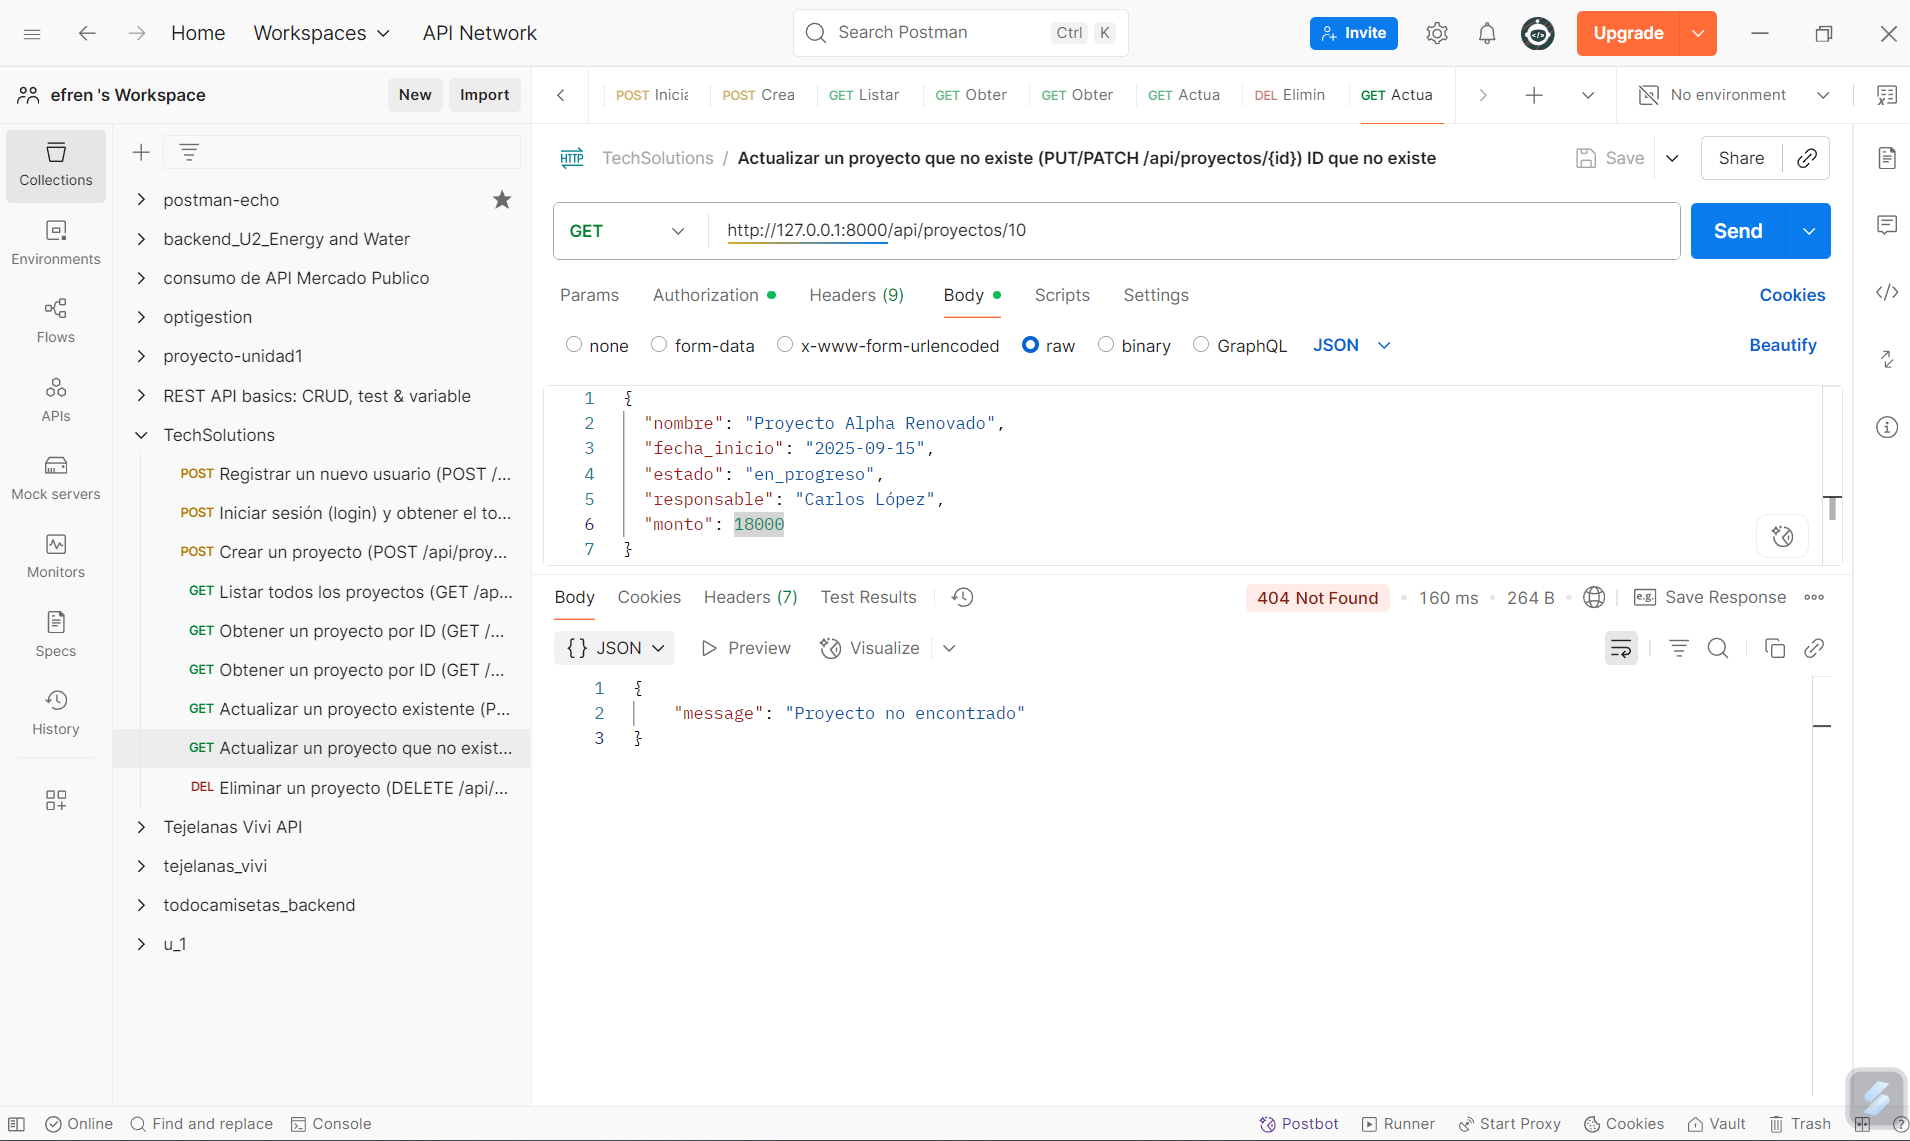 Home
Workspaces
API Network
Search Postman
Ctrl K
Invite
Upgrade
efren 's Workspace
New
Import
POST Inicia
POST Crea
GET Listar
GET Obter
GET Obter
GET Actua
DEL Elimin
GET Actua
No environment
Collections
Environments
Flows
APIs
Mock servers
Monitors
Specs
History
postman-echo
backend_U2_Energy and Water
consumo de API Mercado Publico
optigestion
proyecto-unidad1
REST API basics: CRUD, test & variable
TechSolutions
POST Registrar un nuevo usuario (POST /...
POST Iniciar sesión (login) y obtener el to...
POST Crear un proyecto (POST /api/proy...
GET Listar todos los proyectos (GET /ap...
GET Obtener un proyecto por ID (GET /...
GET Obtener un proyecto por ID (GET /...
GET Actualizar un proyecto existente (P...
GET Actualizar un proyecto que no exist...
DEL Eliminar un proyecto (DELETE /api/...
Tejelanas Vivi API
tejelanas_vivi
todocamisetas_backend
u_1
HTTP TechSolutions / Actualizar un proyecto que no existe (PUT/PATCH /api/proyectos/{id}) ID que no existe
Save
Share
GET
http://127.0.0.1:8000/api/proyectos/10
Send
Params
Authorization
Headers (9)
Body
Scripts
Settings
Cookies
none
form-data
x-www-form-urlencoded
raw
binary
GraphQL
JSON
Beautify
1 {
2 "nombre": "Proyecto Alpha Renovado",
3 "fecha_inicio": "2025-09-15",
4 "estado": "en_progreso",
5 "responsable": "Carlos López",
6 "monto": 18000
7 }
Body
Cookies
Headers (7)
Test Results
404 Not Found
160 ms
264 B
e.g. Save Response
{} JSON
Preview
Visualize
1 {
2 "message": "Proyecto no encontrado"
3 }
Online
Find and replace
Console
Postbot
Runner
Start Proxy
Cookies
Vault
Trash